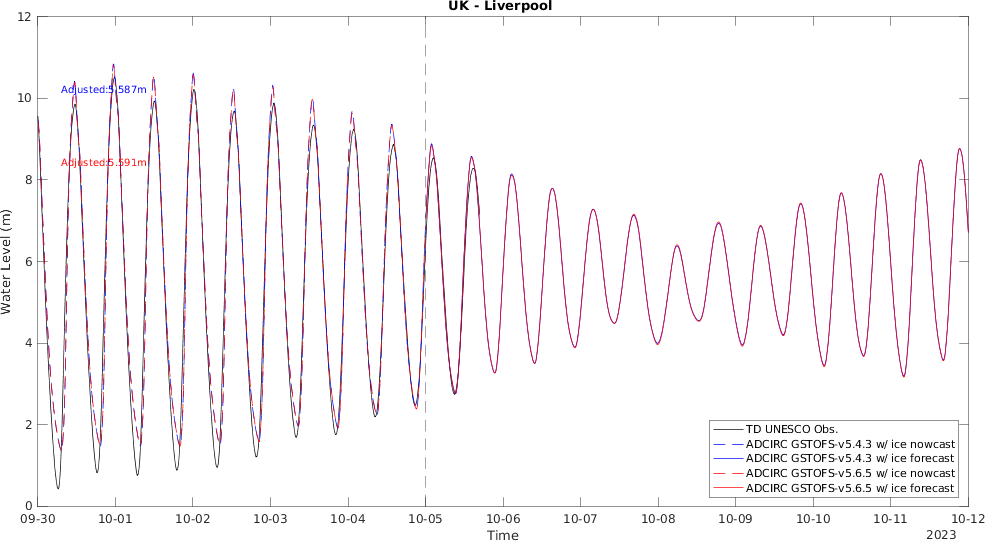 UK - Liverpool
12
10
8
6
4
2
0
Water Level (m)
Adjusted:5.587m
Adjusted:5.591m
TD UNESCO Obs.
ADCIRC GSTOFS-v5.4.3 w/ ice nowcast
ADCIRC GSTOFS-v5.4.3 w/ ice forecast
ADCIRC GSTOFS-v5.6.5 w/ ice nowcast
ADCIRC GSTOFS-v5.6.5 w/ ice forecast
09-30 10-01 10-02 10-03 10-04 10-05 10-06 10-07 10-08 10-09 10-10 10-11 10-12
Time
2023